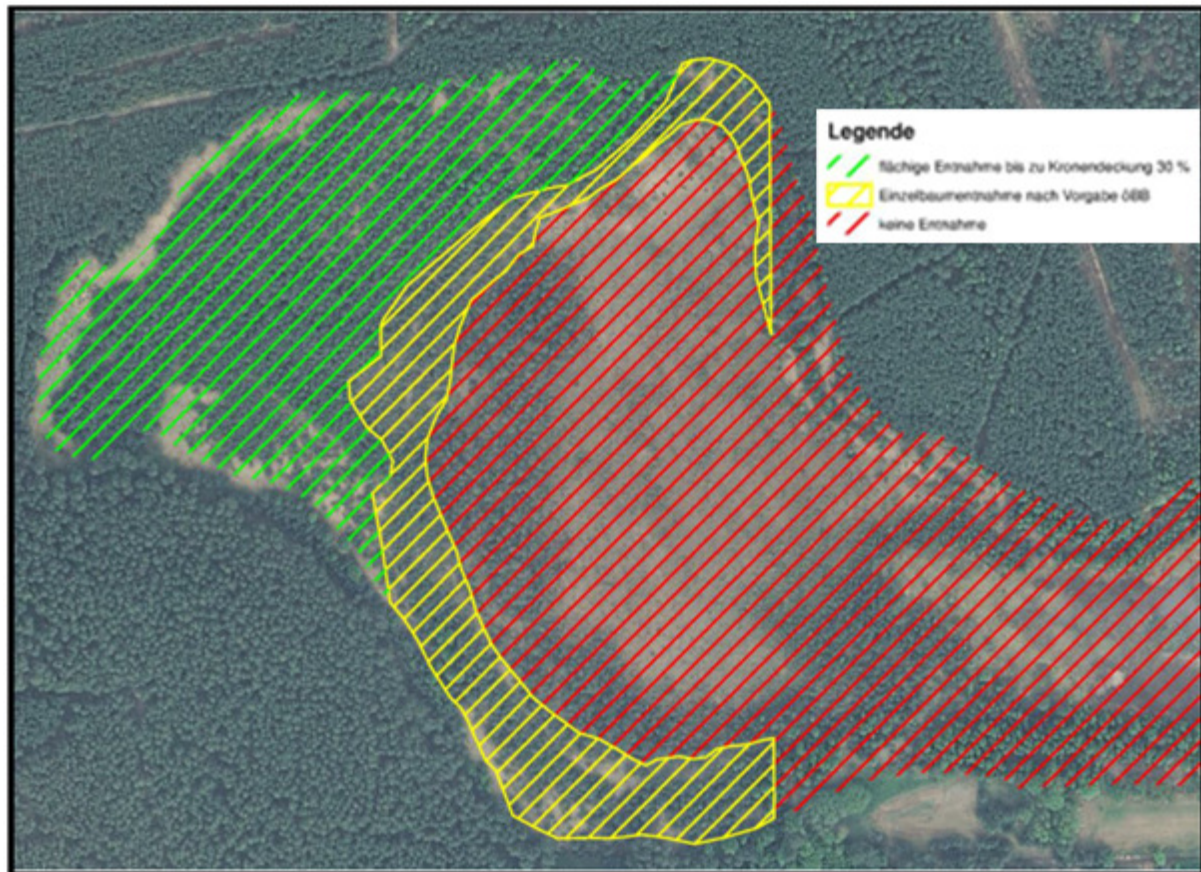 Legende
flächige Entnahme bis zu Kronendeckung 30 %
Einzelbaumentnahme nach Vorgabe öBB
keine Entnahme